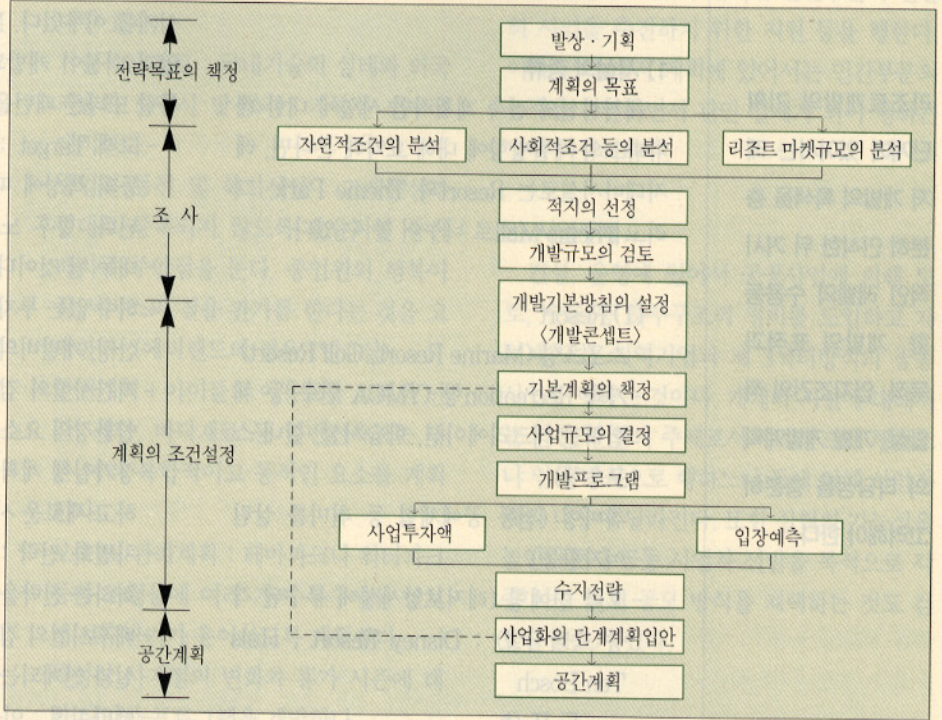 발상 · 기획
전략목표의 책정
계획의 목표
자연적조건의 분석
사회적조건 등의 분석
리조트 마켓규모의 분석
조 사
적지의 선정
개발규모의 검토
개발기본방침의 설정
〈개발콘셉트〉
기본계획의 책정
사업규모의 결정
계획의 조건설정
개발프로그램
사업투자액
입장예측
수지전략
사업화의 단계계획입안
공간계획
공간계획